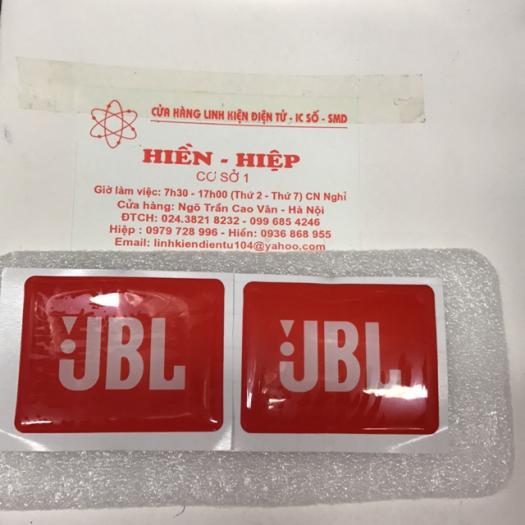 CỬA HÀNG LINH KIỆN ĐIỆN TỬ - IC SỐ - SMD
HIỀN - HIỆP
CƠ SỞ 1
Giờ làm việc: 7h30 - 17h00 (Thứ 2 - Thứ 7) CN Nghỉ
Cửa hàng: Ngõ Trần Cao Vân - Hà Nội
ĐTCH: 024.3821 8232 - 099 685 4246
Hiệp : 0979 728 996 - Hiền: 0936 868 955
Email: linhkiendientu104@yahoo.com
JBL JBL